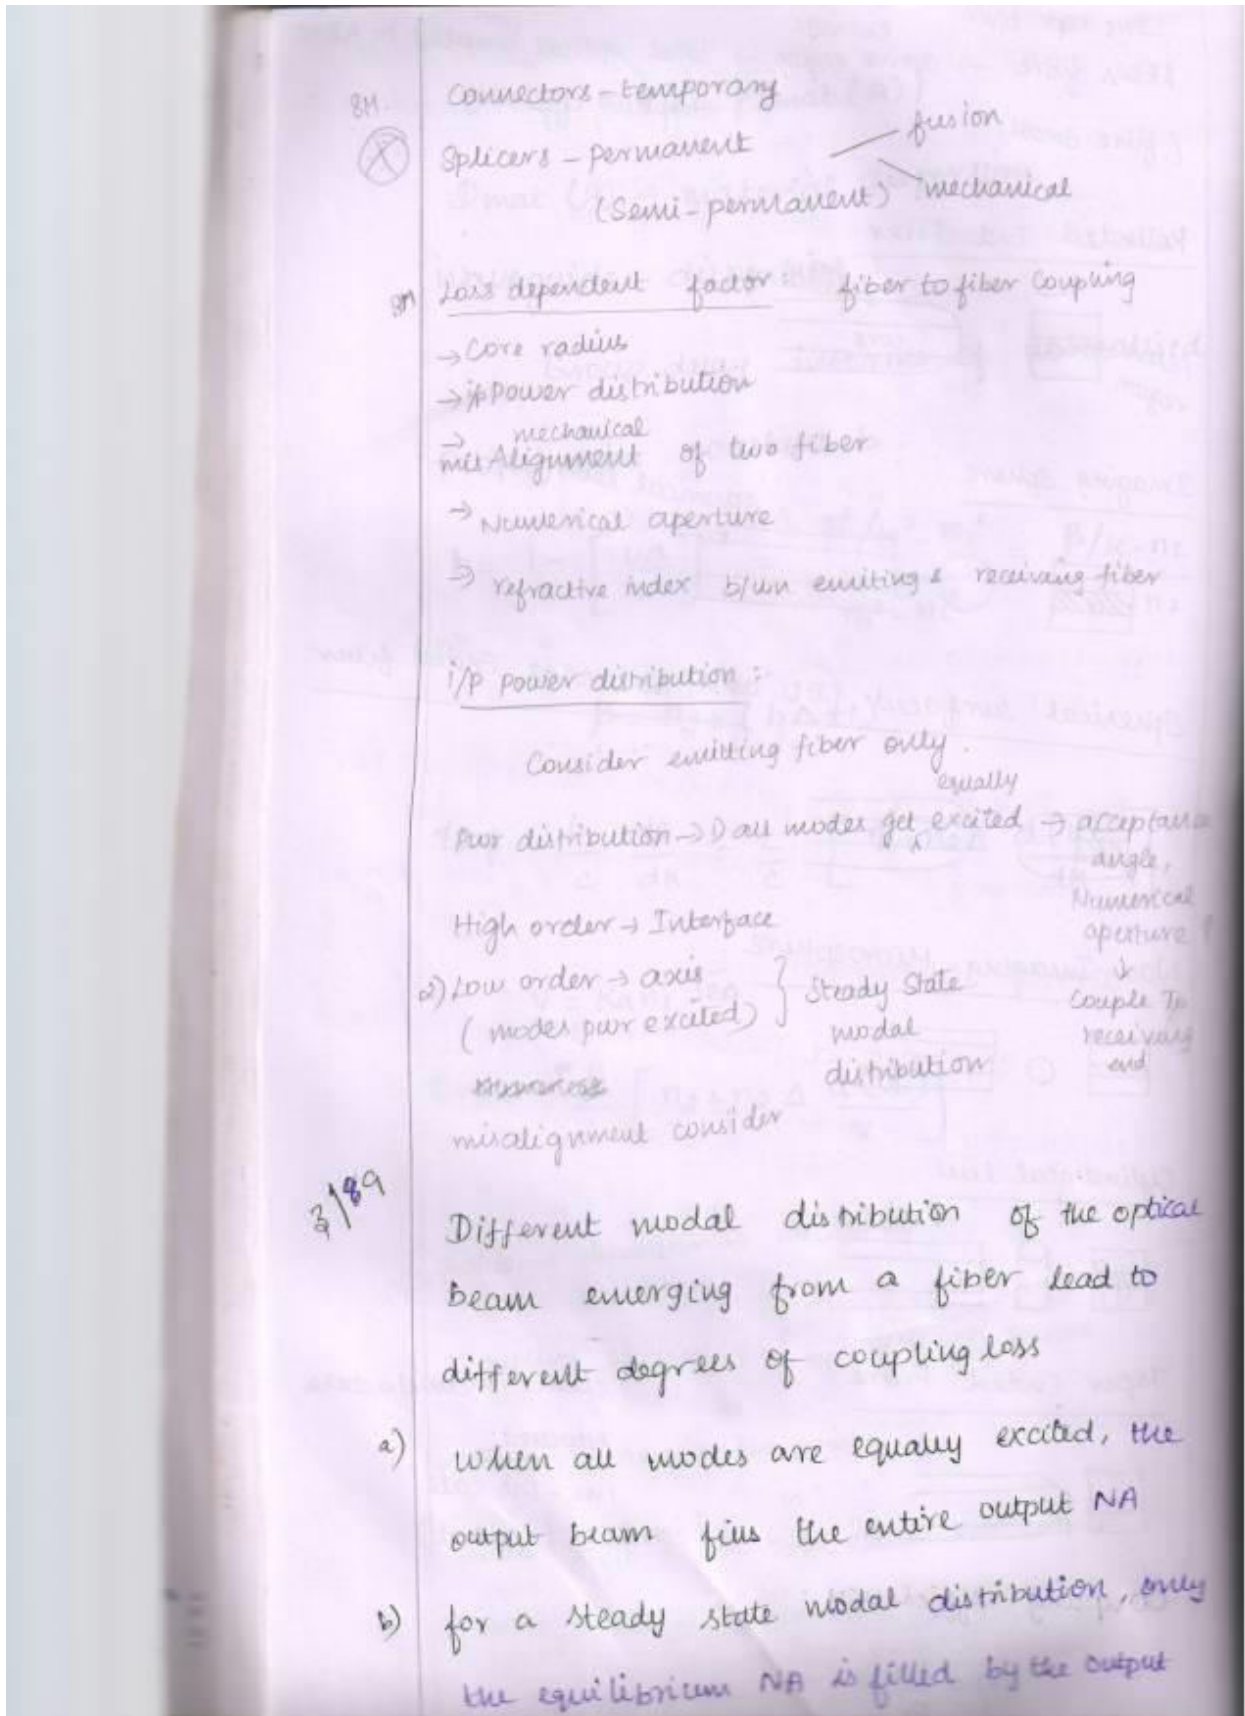 8M
connectors - temporary
Splicers - permanent
fusion
(Semi-permanent)
mechanical
8M
Loss dependent factor : fiber to fiber coupling
→ Core radius
→ i/p Power distribution
→ mechanical
mis Alignment of two fiber
→ Numerical aperture
→ refractive index b/wn emitting & receiving fiber
i/p power distribution :
Consider emitting fiber only.
equally
Pwr distribution → 1) all modes get excited → acceptance
angle,
Numerical
aperture
↓
Couple To
receiving
end
High order → Interface
2) Low order → axis
(modes pwr excited)
} Steady State
modal
distribution
misalignment consider
Different modal distribution of the optical
beam emerging from a fiber lead to
different degrees of coupling loss
a) when all modes are equally excited, the
output beam fills the entire output NA
b) for a steady state modal distribution, only
the equilibrium NA is filled by the output